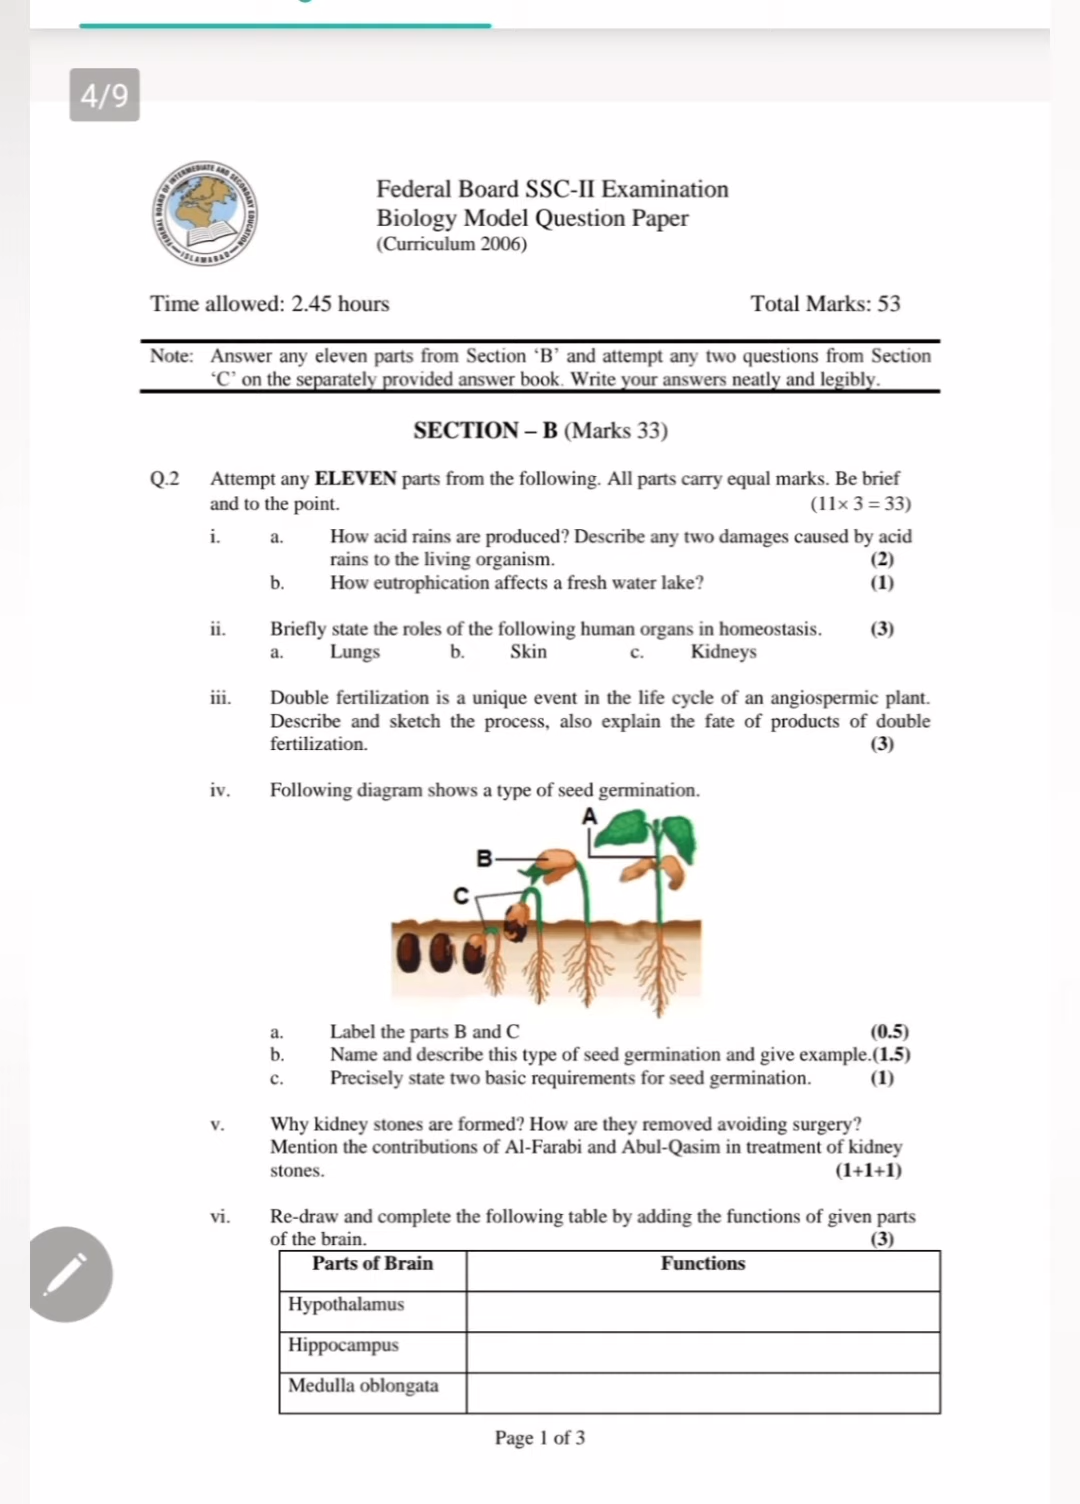 4/9
FEDERAL BOARD OF INTERMEDIATE AND SECONDARY EDUCATION
ISLAMABAD
Federal Board SSC-II Examination
Biology Model Question Paper
(Curriculum 2006)
Time allowed: 2.45 hours Total Marks: 53
Note: Answer any eleven parts from Section ‘B’ and attempt any two questions from Section
‘C’ on the separately provided answer book. Write your answers neatly and legibly.
SECTION – B (Marks 33)
Q.2 Attempt any ELEVEN parts from the following. All parts carry equal marks. Be brief
and to the point. (11× 3 = 33)
i. a. How acid rains are produced? Describe any two damages caused by acid
rains to the living organism. (2)
b. How eutrophication affects a fresh water lake? (1)
ii. Briefly state the roles of the following human organs in homeostasis. (3)
a. Lungs b. Skin c. Kidneys
iii. Double fertilization is a unique event in the life cycle of an angiospermic plant.
Describe and sketch the process, also explain the fate of products of double
fertilization. (3)
iv. Following diagram shows a type of seed germination.
A
B
C
a. Label the parts B and C (0.5)
b. Name and describe this type of seed germination and give example.(1.5)
c. Precisely state two basic requirements for seed germination. (1)
v. Why kidney stones are formed? How are they removed avoiding surgery?
Mention the contributions of Al-Farabi and Abul-Qasim in treatment of kidney
stones. (1+1+1)
vi. Re-draw and complete the following table by adding the functions of given parts
of the brain. (3)
Parts of Brain Functions
Hypothalamus
Hippocampus
Medulla oblongata
Page 1 of 3